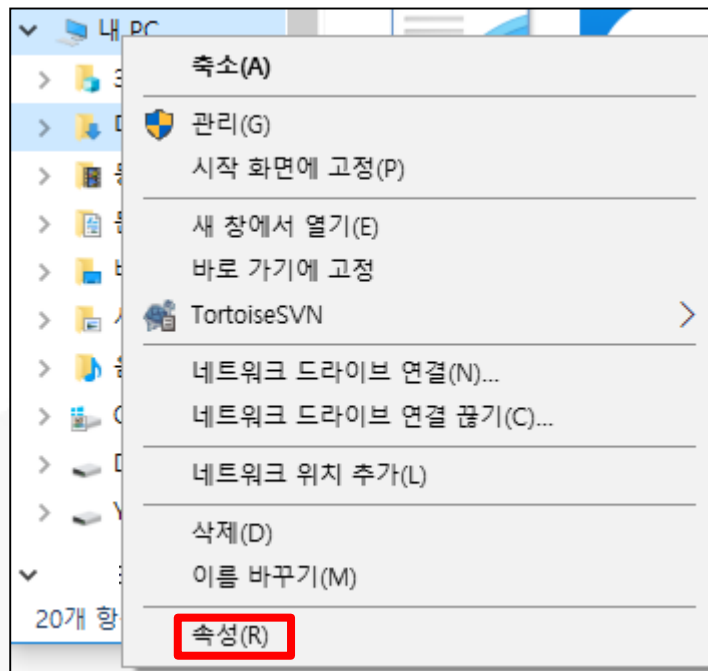 내 PC
축소(A)
관리(G)
시작 화면에 고정(P)
새 창에서 열기(E)
바로 가기에 고정
TortoiseSVN
네트워크 드라이브 연결(N)...
네트워크 드라이브 연결 끊기(C)...
네트워크 위치 추가(L)
삭제(D)
이름 바꾸기(M)
20개 항
속성(R)